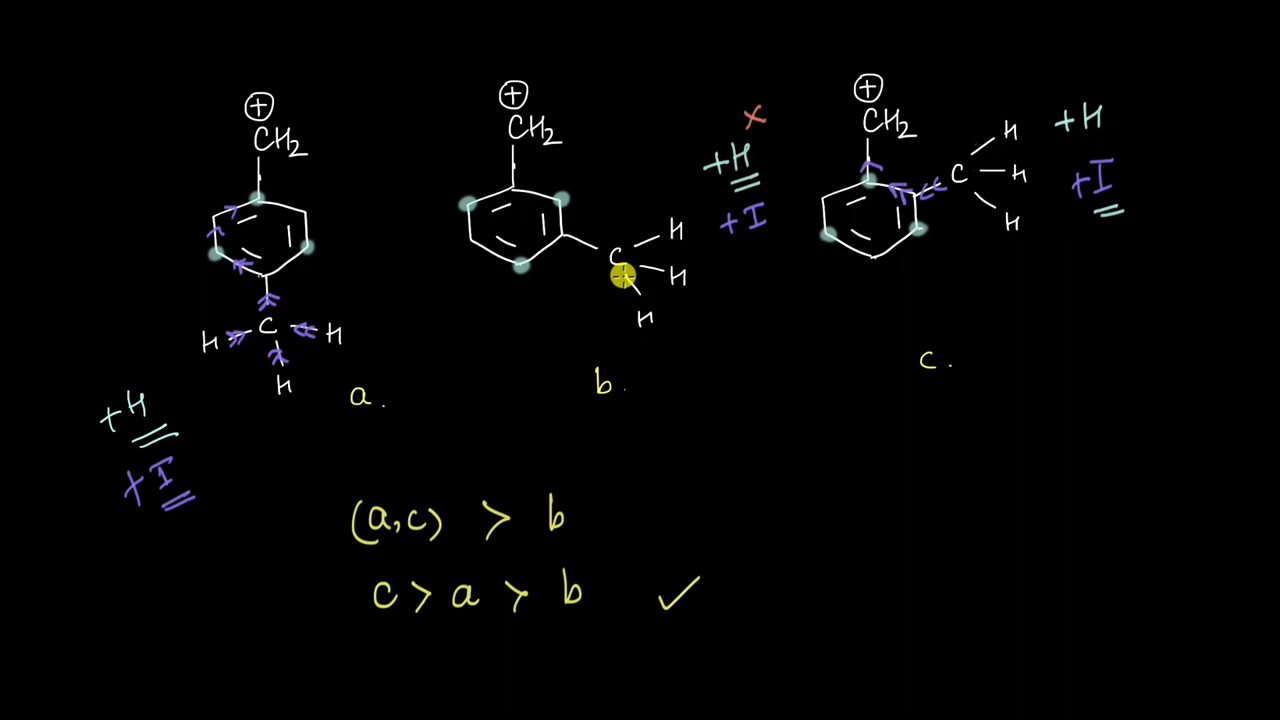 ⊕ ⊕ ⊕
CH₂ CH₂ CH₂
C H H H
+H ×
+I
C H H H
+H
+I
H C H
H
a. b. c.
+H
+I
(a,c) > b
c > a > b ✓